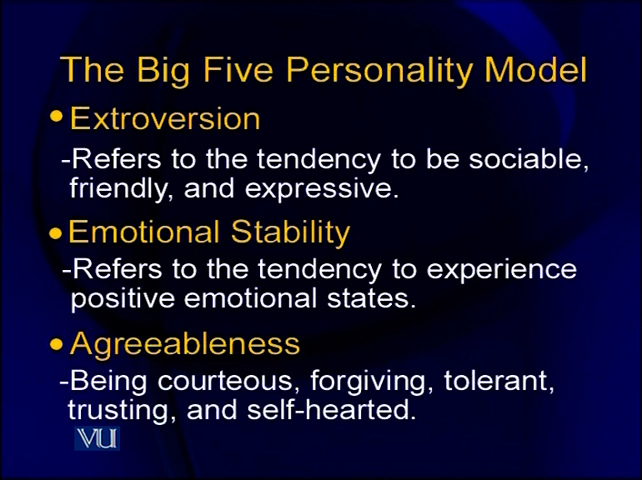 The Big Five Personality Model
• Extroversion
-Refers to the tendency to be sociable,
friendly, and expressive.
• Emotional Stability
-Refers to the tendency to experience
positive emotional states.
• Agreeableness
-Being courteous, forgiving, tolerant,
trusting, and self-hearted.
VU